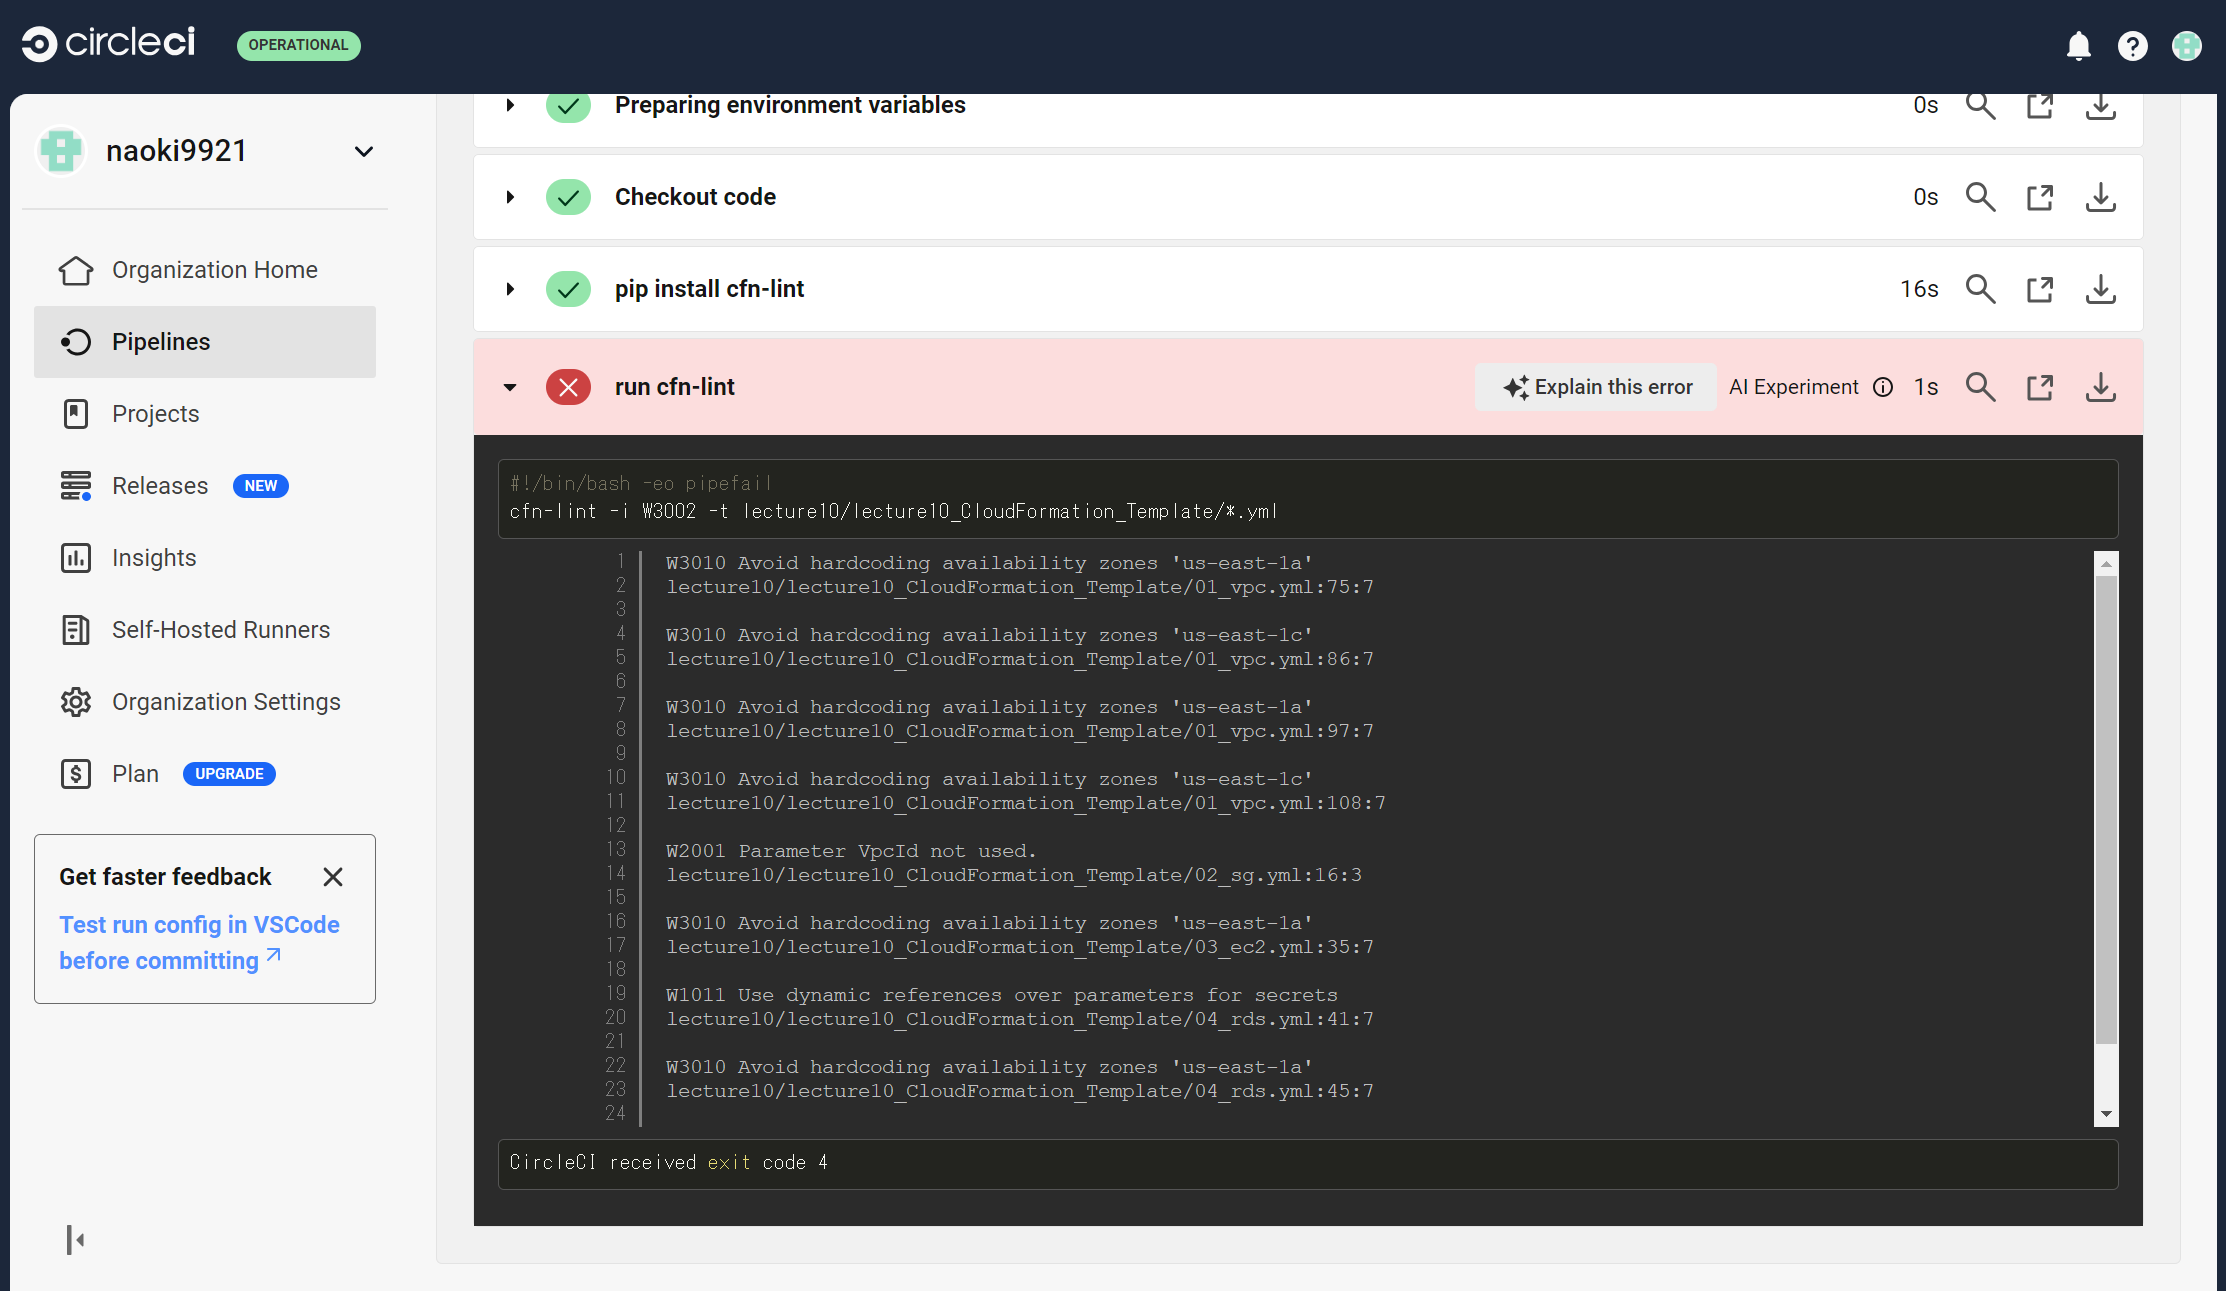 circleci
OPERATIONAL
naoki9921
Organization Home
Pipelines
Projects
Releases NEW
Insights
Self-Hosted Runners
Organization Settings
Plan UPGRADE
Get faster feedback
Test run config in VSCode
before committing
Preparing environment variables 0s
Checkout code 0s
pip install cfn-lint 16s
run cfn-lint Explain this error AI Experiment 1s
#!/bin/bash -eo pipefail
cfn-lint -i W3002 -t lecture10/lecture10_CloudFormation_Template/*.yml
1 W3010 Avoid hardcoding availability zones 'us-east-1a'
2 lecture10/lecture10_CloudFormation_Template/01_vpc.yml:75:7
3
4 W3010 Avoid hardcoding availability zones 'us-east-1c'
5 lecture10/lecture10_CloudFormation_Template/01_vpc.yml:86:7
6
7 W3010 Avoid hardcoding availability zones 'us-east-1a'
8 lecture10/lecture10_CloudFormation_Template/01_vpc.yml:97:7
9
10 W3010 Avoid hardcoding availability zones 'us-east-1c'
11 lecture10/lecture10_CloudFormation_Template/01_vpc.yml:108:7
12
13 W2001 Parameter VpcId not used.
14 lecture10/lecture10_CloudFormation_Template/02_sg.yml:16:3
15
16 W3010 Avoid hardcoding availability zones 'us-east-1a'
17 lecture10/lecture10_CloudFormation_Template/03_ec2.yml:35:7
18
19 W1011 Use dynamic references over parameters for secrets
20 lecture10/lecture10_CloudFormation_Template/04_rds.yml:41:7
21
22 W3010 Avoid hardcoding availability zones 'us-east-1a'
23 lecture10/lecture10_CloudFormation_Template/04_rds.yml:45:7
24
CircleCI received exit code 4